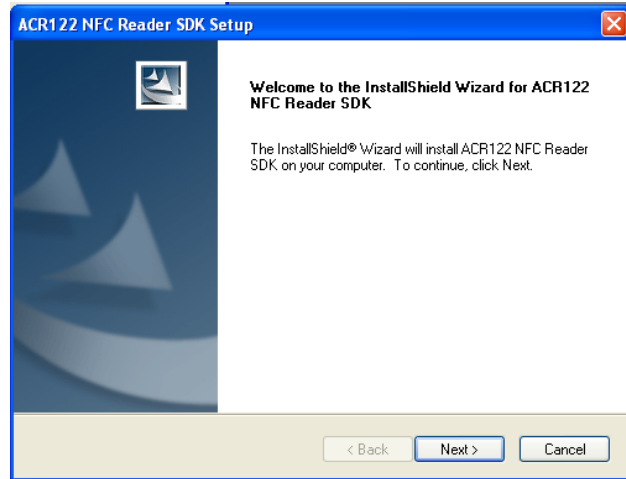 ACR122 NFC Reader SDK Setup
Welcome to the InstallShield Wizard for ACR122
NFC Reader SDK
The InstallShield® Wizard will install ACR122 NFC Reader
SDK on your computer. To continue, click Next.
< Back Next > Cancel